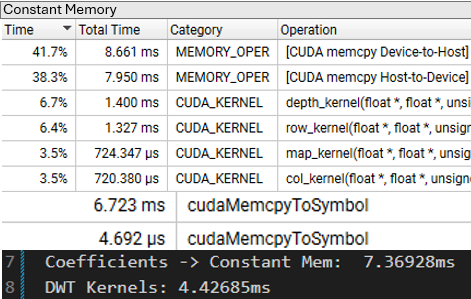 Constant Memory
Time Total Time Category Operation
41.7% 8.661 ms MEMORY_OPER [CUDA memcpy Device-to-Host]
38.3% 7.950 ms MEMORY_OPER [CUDA memcpy Host-to-Device]
6.7% 1.400 ms CUDA_KERNEL depth_kernel(float *, float *, unsi
6.4% 1.327 ms CUDA_KERNEL row_kernel(float *, float *, unsigne
3.5% 724.347 µs CUDA_KERNEL map_kernel(float *, float *, unsign
3.5% 720.380 µs CUDA_KERNEL col_kernel(float *, float *, unsigne
6.723 ms cudaMemcpyToSymbol
4.692 µs cudaMemcpyToSymbol
7 Coefficients -> Constant Mem: 7.36928ms
8 DWT Kernels: 4.42685ms